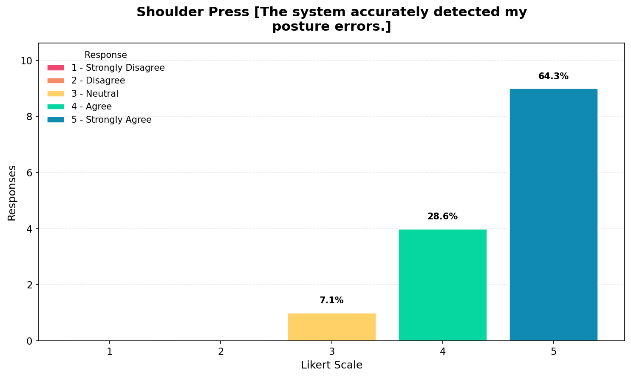 Shoulder Press [The system accurately detected my
posture errors.]
Response
1 - Strongly Disagree
2 - Disagree
3 - Neutral
4 - Agree
5 - Strongly Agree
Responses
10
8
6
4
2
0
7.1%
28.6%
64.3%
1 2 3 4 5
Likert Scale